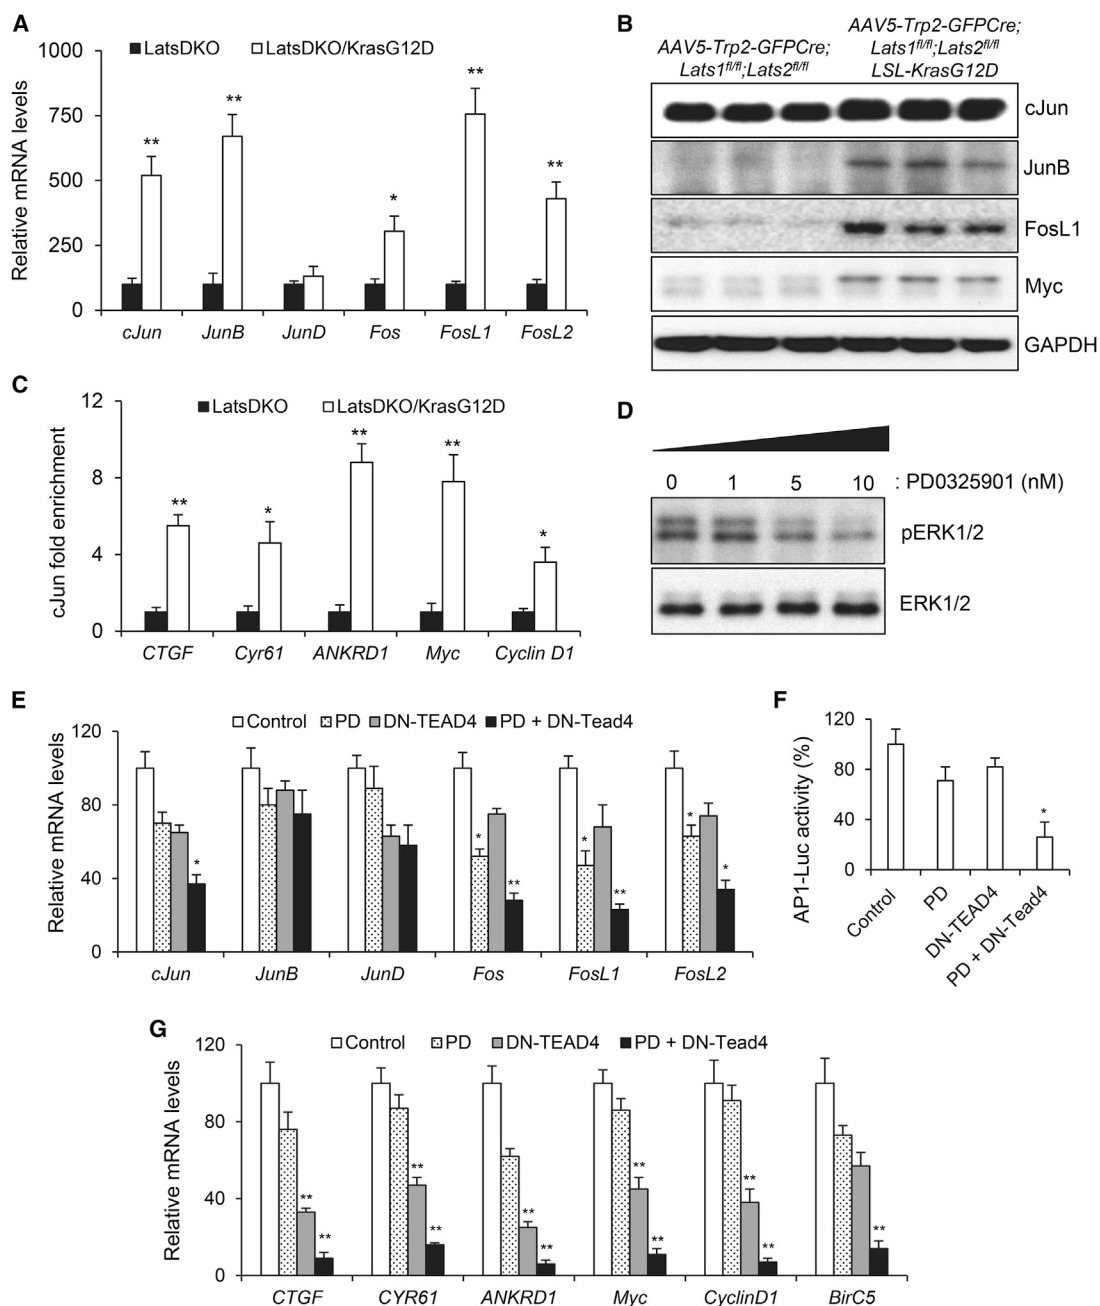 A
LatsDKO LatsDKO/KrasG12D
Relative mRNA levels
1000
750
500
250
0
** ** * ** **
cJun JunB JunD Fos FosL1 FosL2
B
AAV5-Trp2-GFPCre;
Lats1fl/fl;Lats2fl/fl
AAV5-Trp2-GFPCre;
Lats1fl/fl;Lats2fl/fl
LSL-KrasG12D
cJun
JunB
FosL1
Myc
GAPDH
C
LatsDKO LatsDKO/KrasG12D
cJun fold enrichment
12
8
4
0
** * ** ** *
CTGF Cyr61 ANKRD1 Myc Cyclin D1
D
0 1 5 10 : PD0325901 (nM)
pERK1/2
ERK1/2
E
Control PD DN-TEAD4 PD + DN-Tead4
Relative mRNA levels
120
80
40
0
* * ** * ** * *
cJun JunB JunD Fos FosL1 FosL2
F
AP1-Luc activity (%)
120
80
40
0
*
Control PD DN-TEAD4 PD + DN-Tead4
G
Control PD DN-TEAD4 PD + DN-Tead4
Relative mRNA levels
120
80
40
0
** ** ** ** ** ** ** ** ** ** **
CTGF CYR61 ANKRD1 Myc CyclinD1 BirC5